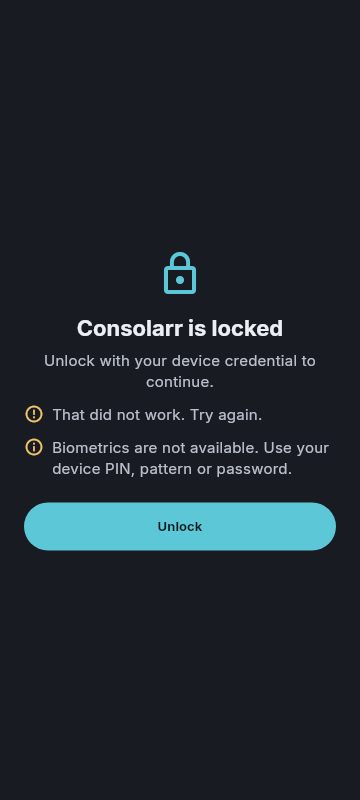 Consolarr is locked
Unlock with your device credential to
continue.
That did not work. Try again.
Biometrics are not available. Use your
device PIN, pattern or password.
Unlock